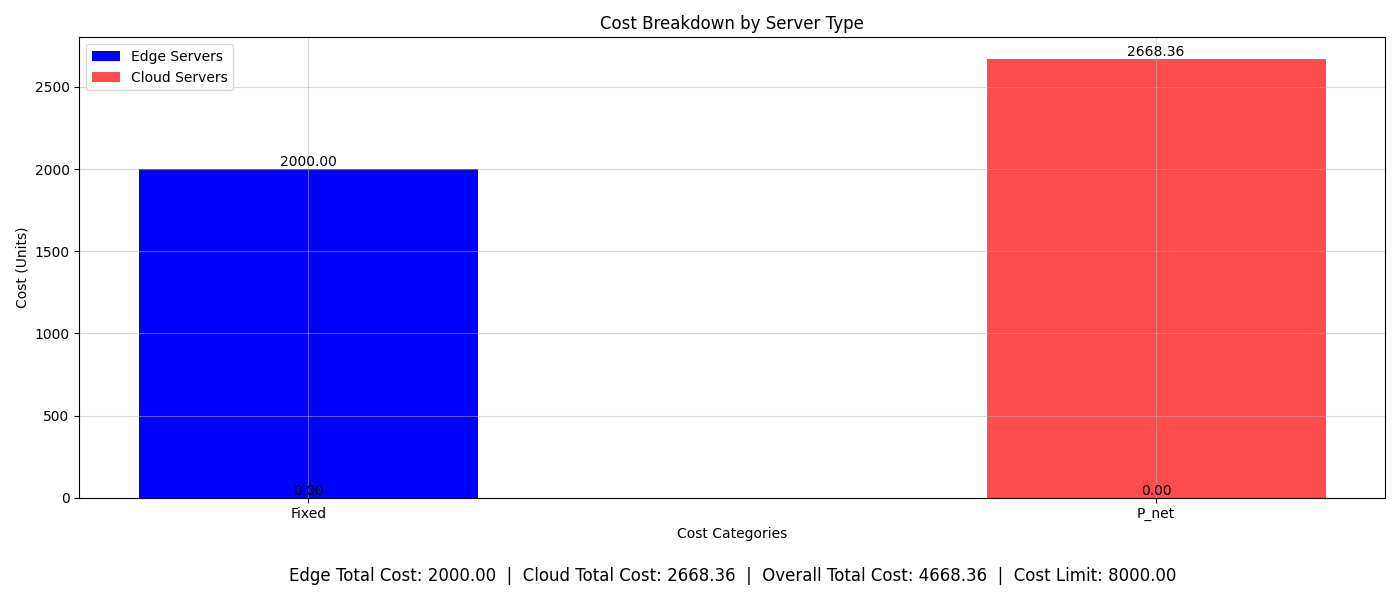 Cost Breakdown by Server Type
Edge Servers
Cloud Servers
2668.36
2500
2000.00
2000
1500
1000
500
0
0.00
0.00
Cost (Units)
Fixed
P_net
Cost Categories
Edge Total Cost: 2000.00 | Cloud Total Cost: 2668.36 | Overall Total Cost: 4668.36 | Cost Limit: 8000.00